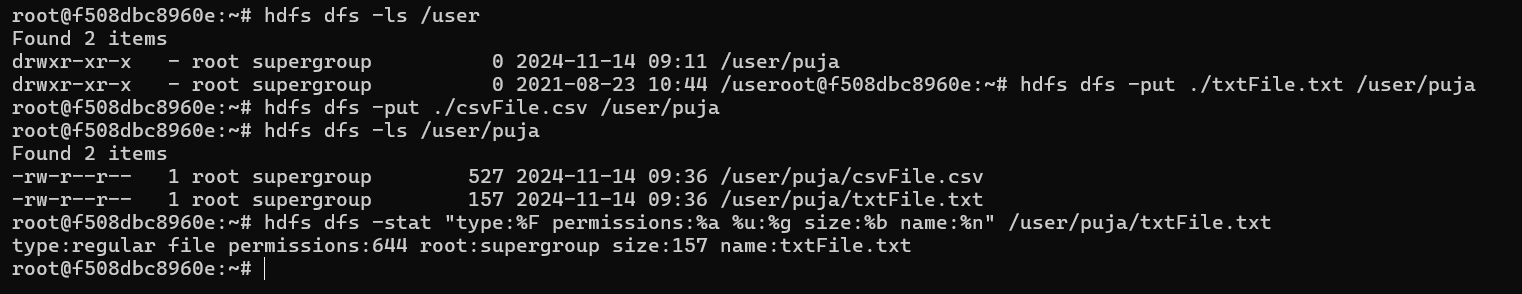 root@f508dbc8960e:~# hdfs dfs -ls /user
Found 2 items
drwxr-xr-x   - root supergroup          0 2024-11-14 09:11 /user/puja
drwxr-xr-x   - root supergroup          0 2021-08-23 10:44 /useroot@f508dbc8960e:~# hdfs dfs -put ./txtFile.txt /user/puja
root@f508dbc8960e:~# hdfs dfs -put ./csvFile.csv /user/puja
root@f508dbc8960e:~# hdfs dfs -ls /user/puja
Found 2 items
-rw-r--r--   1 root supergroup        527 2024-11-14 09:36 /user/puja/csvFile.csv
-rw-r--r--   1 root supergroup        157 2024-11-14 09:36 /user/puja/txtFile.txt
root@f508dbc8960e:~# hdfs dfs -stat "type:%F permissions:%a %u:%g size:%b name:%n" /user/puja/txtFile.txt
type:regular file permissions:644 root:supergroup size:157 name:txtFile.txt
root@f508dbc8960e:~#